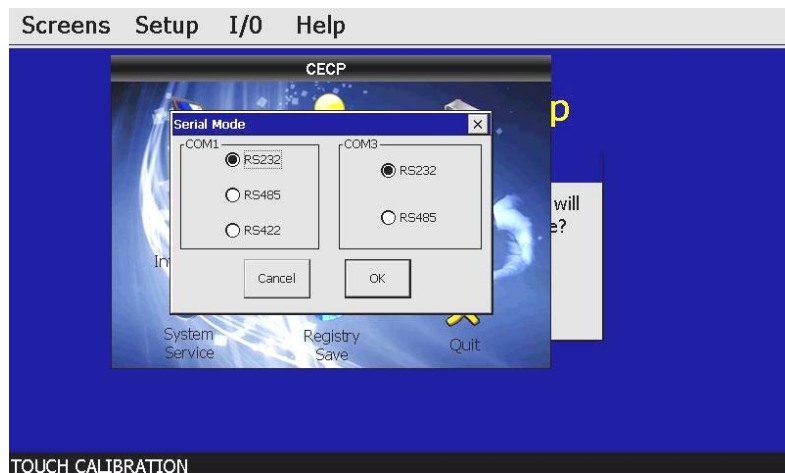 Screens Setup I/O Help
CECP
p
Serial Mode
COM1 COM3
RS232 RS232
RS485 RS485
RS422
will
e?
In
Cancel OK
System Service
Registry Save
Quit
TOUCH CALIBRATION